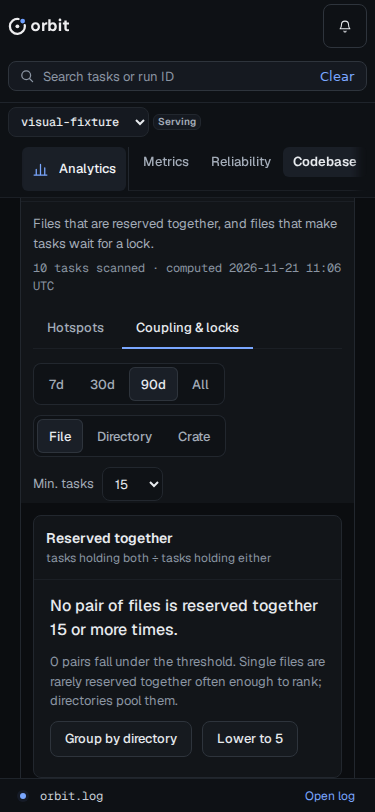 orbit
Search tasks or run ID
Clear
visual-fixture
Serving
Analytics
Metrics
Reliability
Codebase
Files that are reserved together, and files that make
tasks wait for a lock.
10 tasks scanned · computed 2026-11-21 11:06
UTC
Hotspots
Coupling & locks
7d
30d
90d
All
File
Directory
Crate
Min. tasks
15
Reserved together
tasks holding both ÷ tasks holding either
No pair of files is reserved together
15 or more times.
0 pairs fall under the threshold. Single files are
rarely reserved together often enough to rank;
directories pool them.
Group by directory
Lower to 5
orbit.log
Open log